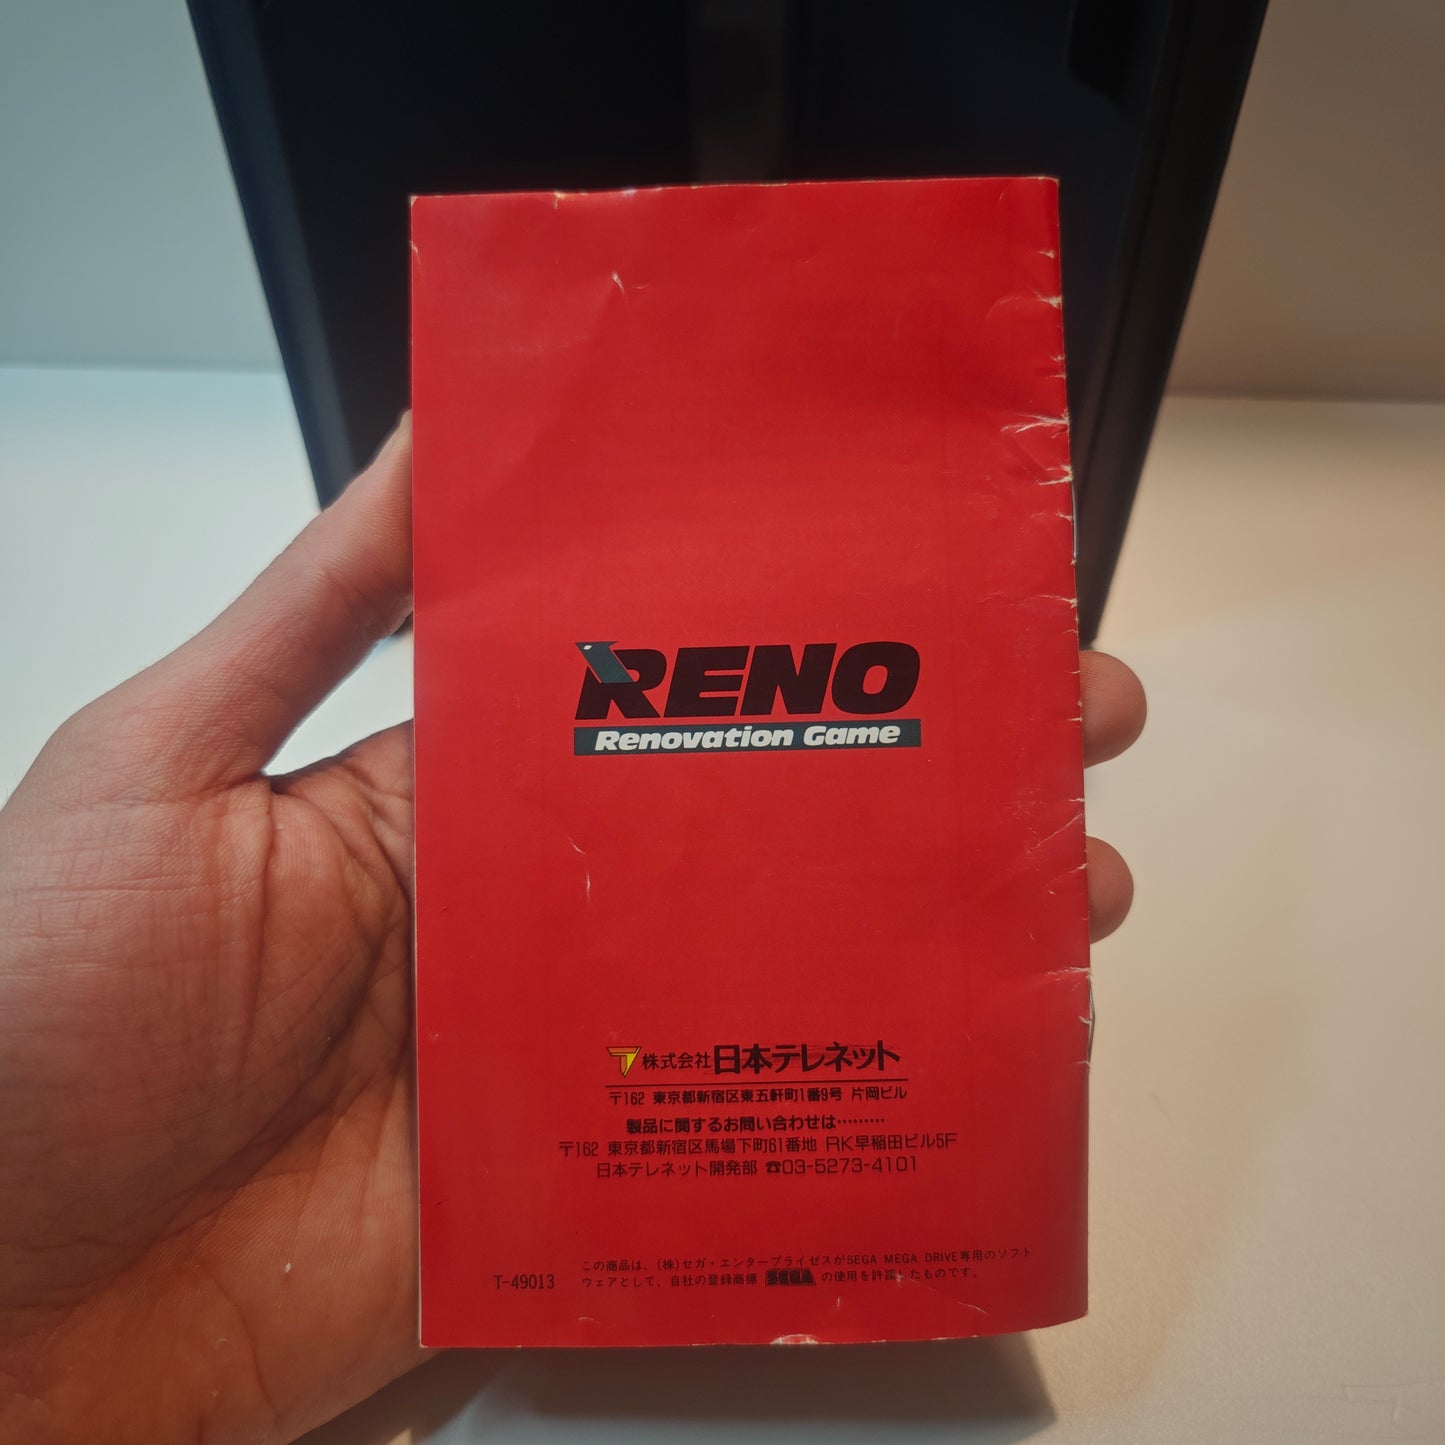 RENO
Renovation Game
株式会社日本テレネット
〒162 東京都新宿区東五軒町1番9号 片岡ビル
製品に関するお問い合わせは………
〒162 東京都新宿区馬場下町61番地 RK早稲田ビル5F
日本テレネット開発部 ☎03-5273-4101
この商品は、(株)セガ・エンタープライゼスがSEGA MEGA DRIVE専用のソフト
T-49013 ウェアとして、自社の登録商標 SEGA の使用を許諾したものです。